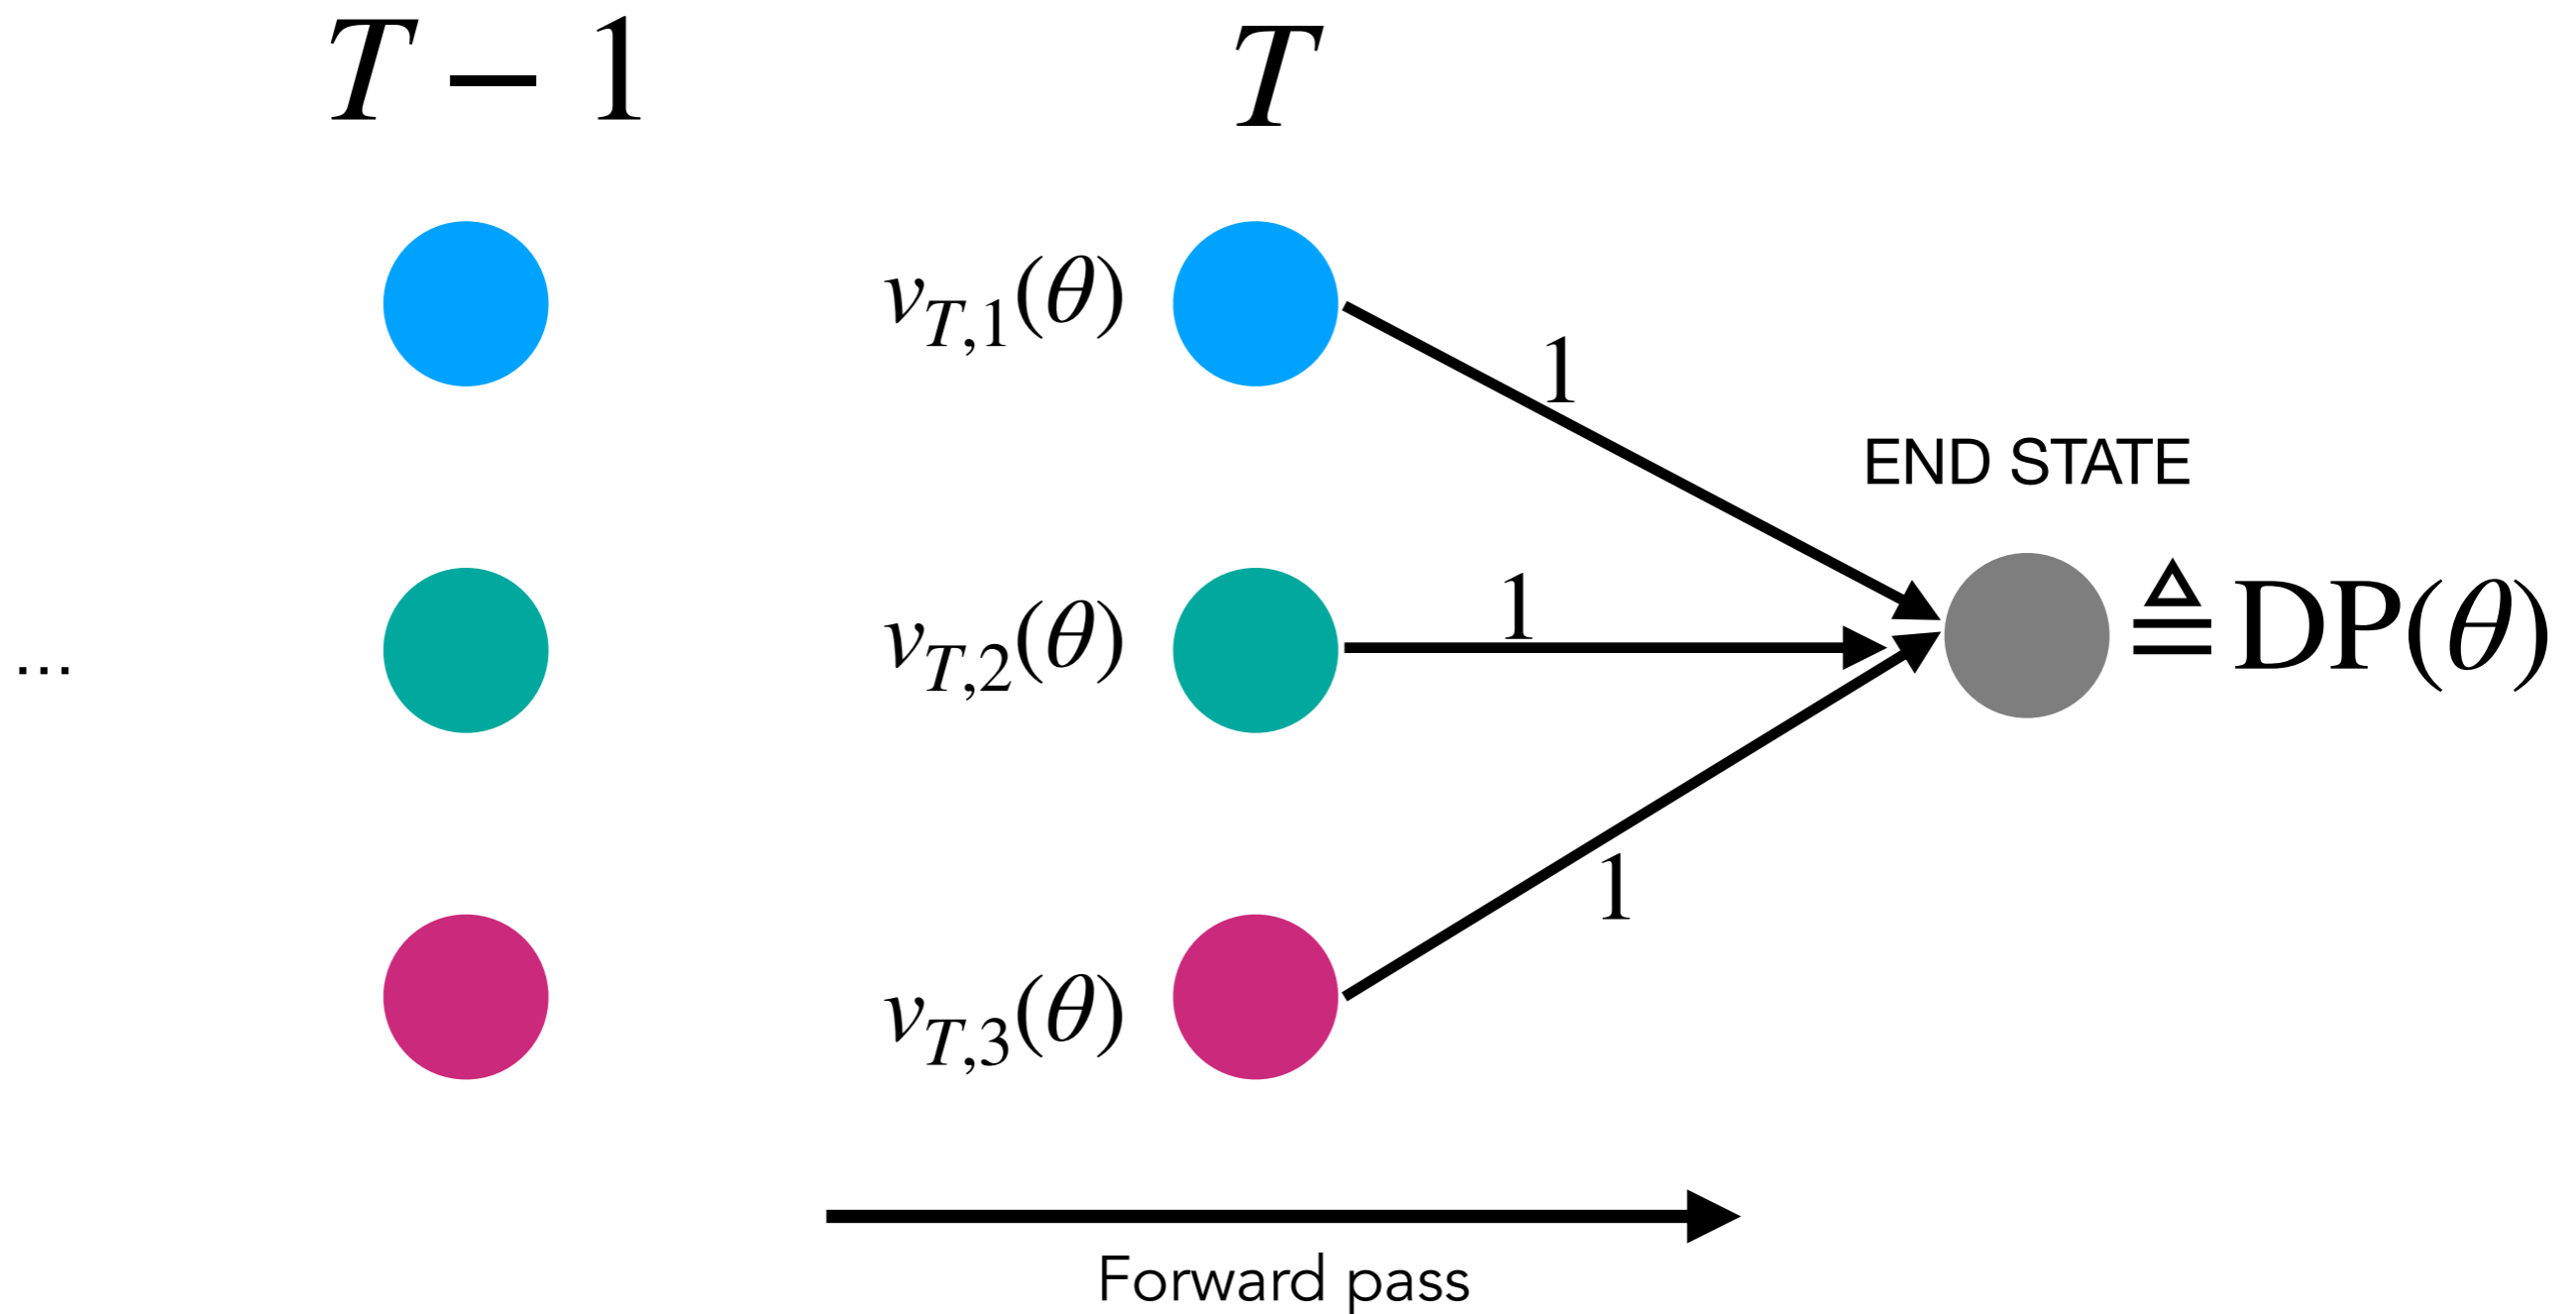 T − 1
T
v_{T,1}(θ)
1
END STATE
...
v_{T,2}(θ)
1
≜ DP(θ)
v_{T,3}(θ)
1
Forward pass